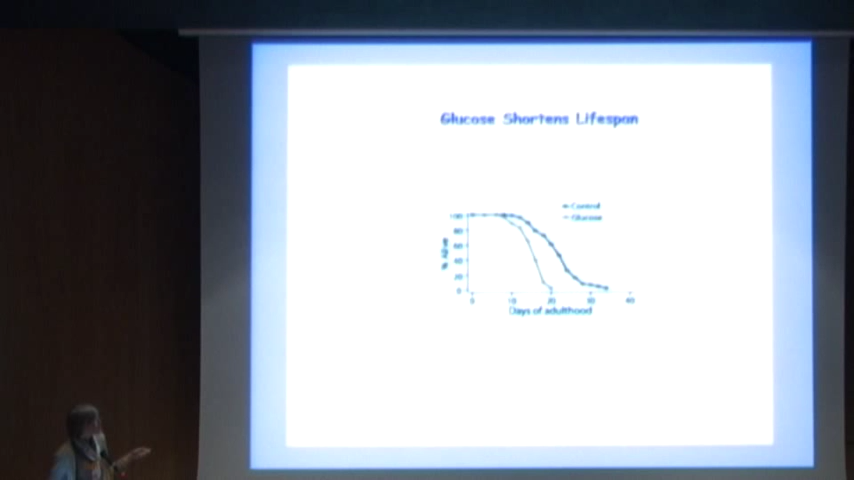 Glucose Shortens Lifespan
Control
Glucose
100
80
60
40
20
0
% alive
0 10 20 30 40
Days of adulthood